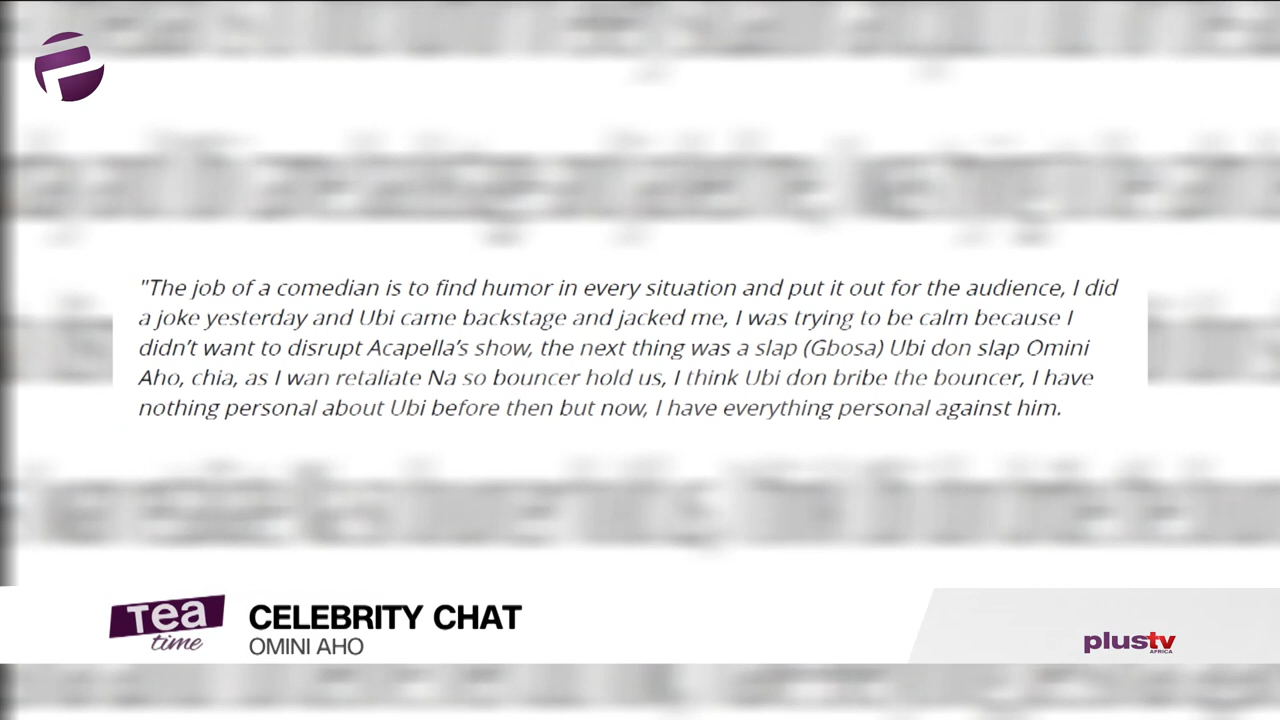 "The job of a comedian is to find humor in every situation and put it out for the audience, I did
a joke yesterday and Ubi came backstage and jacked me, I was trying to be calm because I
didn't want to disrupt Acapella's show, the next thing was a slap (Gbosa) Ubi don slap Omini
Aho, chia, as I wan retaliate Na so bouncer hold us, I think Ubi don bribe the bouncer, I have
nothing personal about Ubi before then but now, I have everything personal against him.
Tea
time
CELEBRITY CHAT
OMINI AHO
plustv
AFRICA